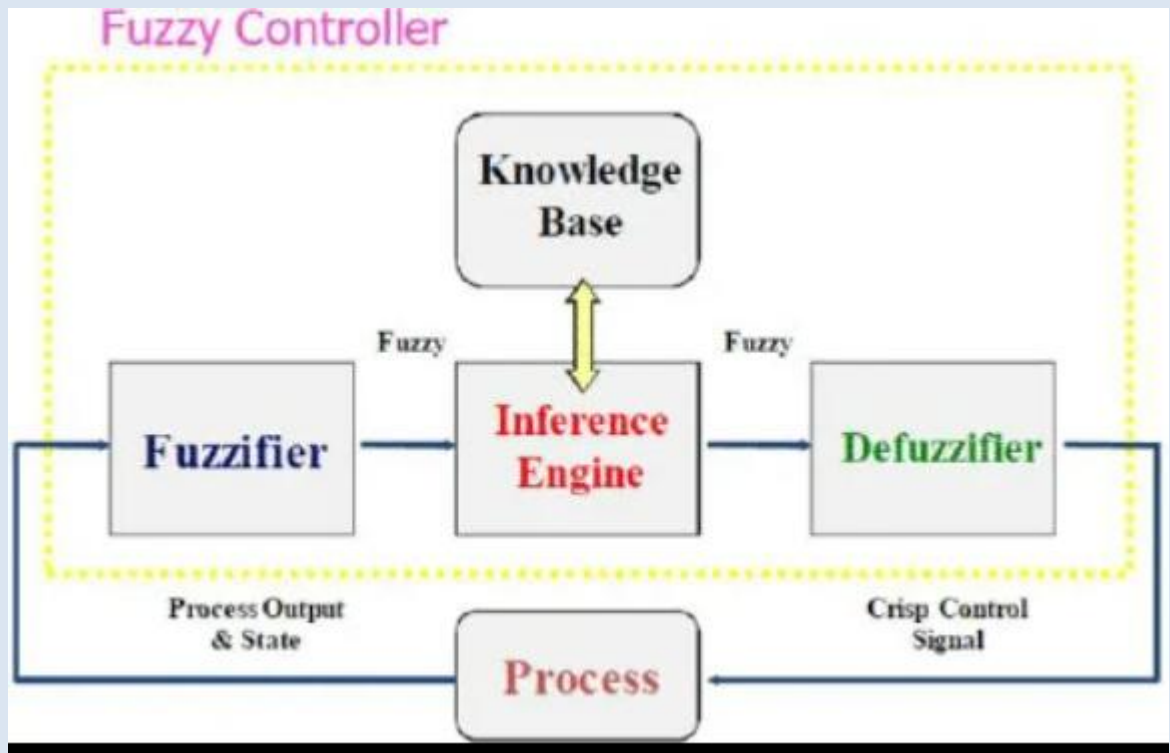 Fuzzy Controller
Knowledge
Base
Fuzzy
Fuzzy
Fuzzifier
Inference
Engine
Defuzzifier
Process Output
& State
Crisp Control
Signal
Process